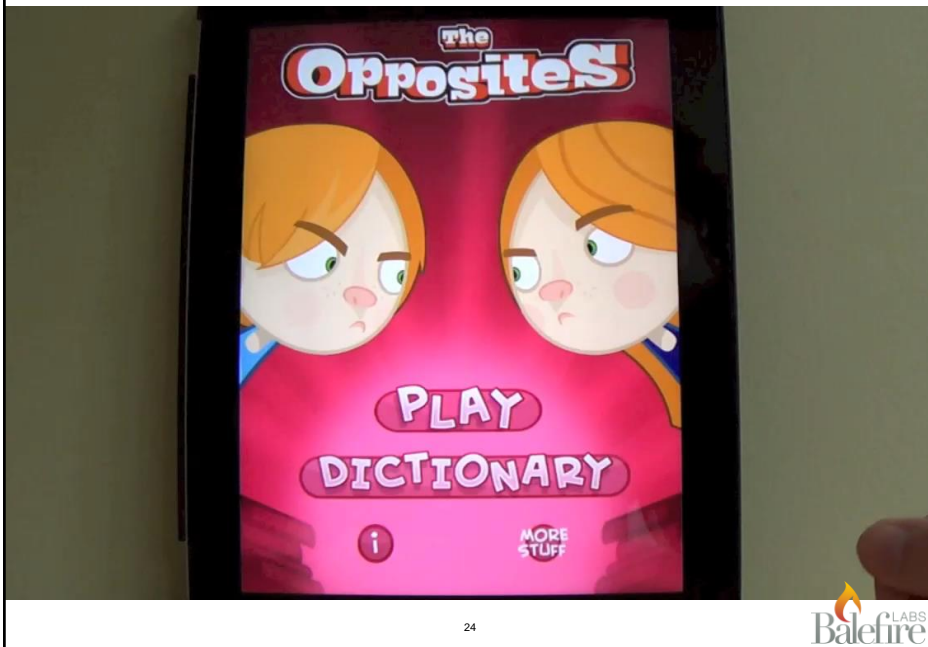 The
OppositeS
PLAY
DICTIONARY
i
MORE
STUFF
24
Balefire LABS